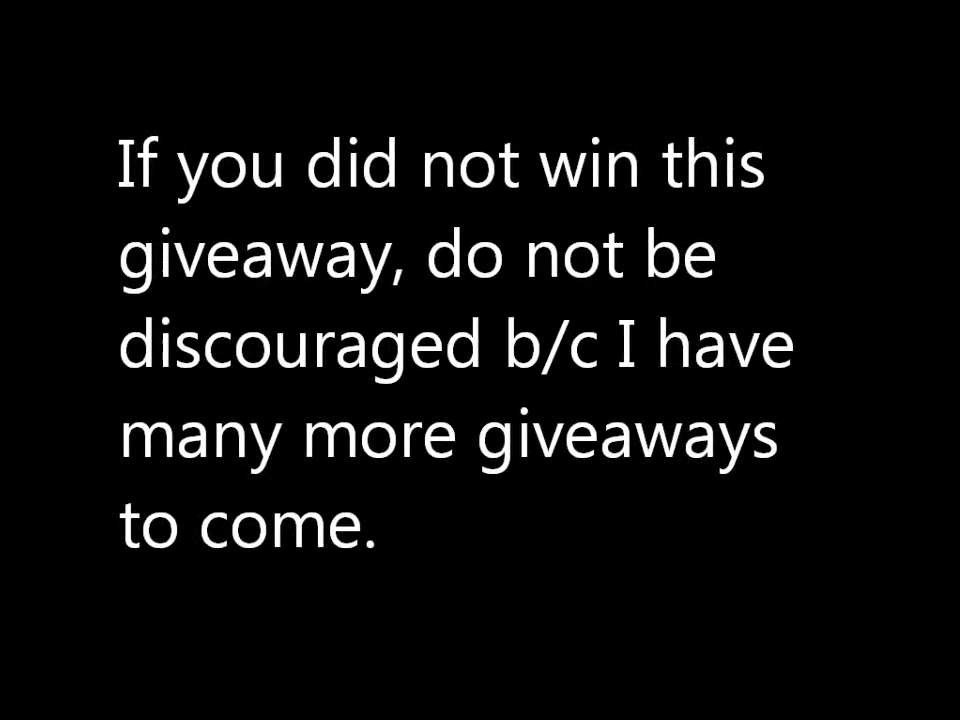 If you did not win this
giveaway, do not be
discouraged b/c I have
many more giveaways
to come.